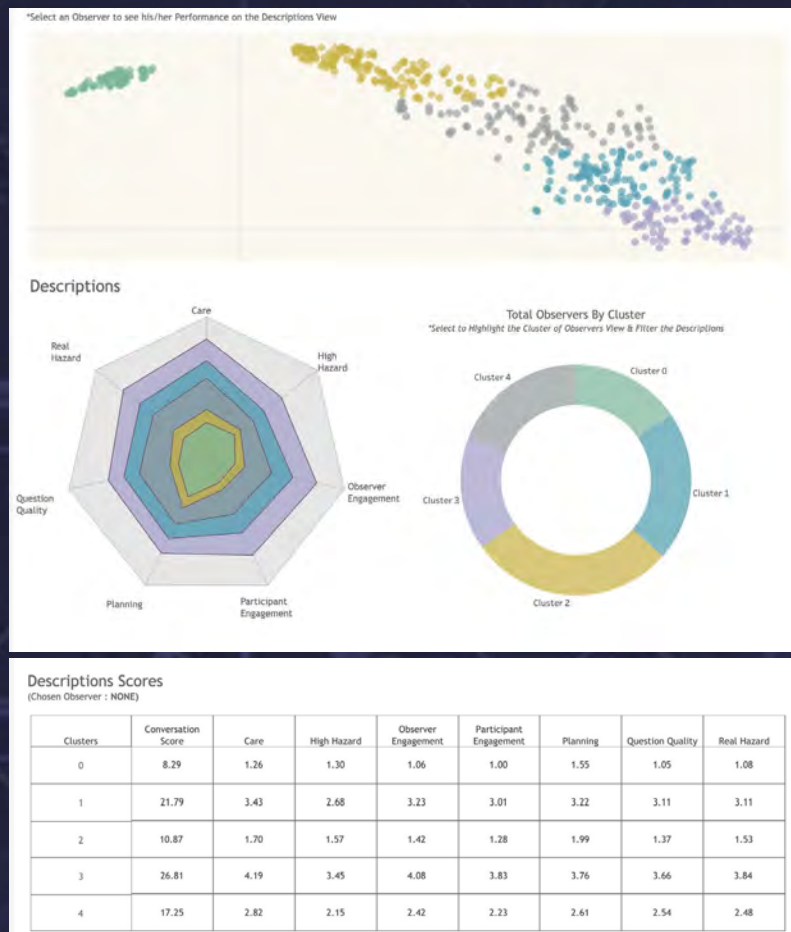 *Select an Observer to see his/her Performance on the Descriptions View
Descriptions
Care
Real
Hazard
High
Hazard
Question
Quality
Observer
Engagement
Planning
Participant
Engagement
Total Observers By Cluster
*Select to Highlight the Cluster of Observers View & Filter the Descriptions
Cluster 4
Cluster 0
Cluster 3
Cluster 1
Cluster 2
Descriptions Scores
(Chosen Observer : NONE)
Clusters Conversation Score Care High Hazard Observer Engagement Participant Engagement Planning Question Quality Real Hazard
0 8.29 1.26 1.30 1.06 1.00 1.55 1.05 1.08
1 21.79 3.43 2.68 3.23 3.01 3.22 3.11 3.11
2 10.87 1.70 1.57 1.42 1.28 1.99 1.37 1.53
3 26.81 4.19 3.45 4.08 3.83 3.76 3.66 3.84
4 17.25 2.82 2.15 2.42 2.23 2.61 2.54 2.48